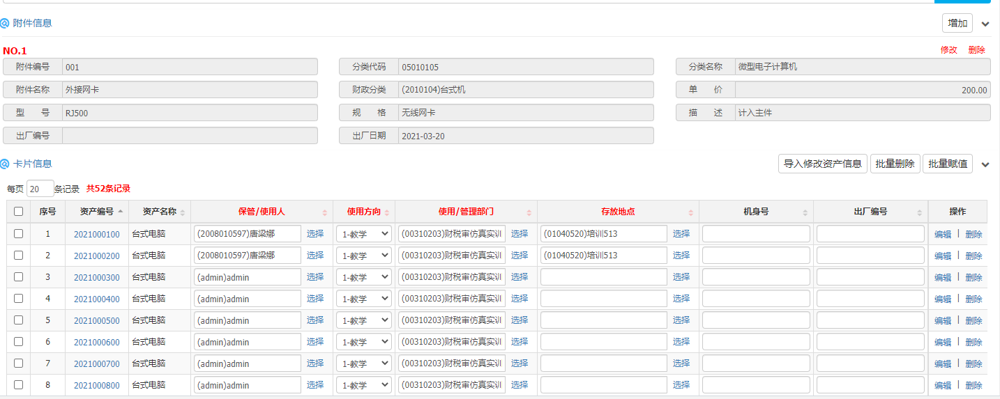 附件信息 增加
NO.1 修改 删除
附件编号 001 分类代码 05010105 分类名称 微型电子计算机
附件名称 外接网卡 财政分类 (2010104)台式机 单 价 200.00
型 号 RJ500 规 格 无线网卡 描 述 计入主件
出厂编号 出厂日期 2021-03-20
卡片信息 导入修改资产信息 批量删除 批量赋值
每页 20 条记录 共52条记录
序号 资产编号 资产名称 保管/使用人 使用方向 使用/管理部门 存放地点 机身号 出厂编号 操作
1 2021000100 台式电脑 (2008010597)唐梁娜 选择 1-教学 (00310203)财税审仿真实训 选择 (01040520)培训513 选择 编辑 | 删除
2 2021000200 台式电脑 (2008010597)唐梁娜 选择 1-教学 (00310203)财税审仿真实训 选择 (01040520)培训513 选择 编辑 | 删除
3 2021000300 台式电脑 (admin)admin 选择 1-教学 (00310203)财税审仿真实训 选择 选择 编辑 | 删除
4 2021000400 台式电脑 (admin)admin 选择 1-教学 (00310203)财税审仿真实训 选择 选择 编辑 | 删除
5 2021000500 台式电脑 (admin)admin 选择 1-教学 (00310203)财税审仿真实训 选择 选择 编辑 | 删除
6 2021000600 台式电脑 (admin)admin 选择 1-教学 (00310203)财税审仿真实训 选择 选择 编辑 | 删除
7 2021000700 台式电脑 (admin)admin 选择 1-教学 (00310203)财税审仿真实训 选择 选择 编辑 | 删除
8 2021000800 台式电脑 (admin)admin 选择 1-教学 (00310203)财税审仿真实训 选择 选择 编辑 | 删除